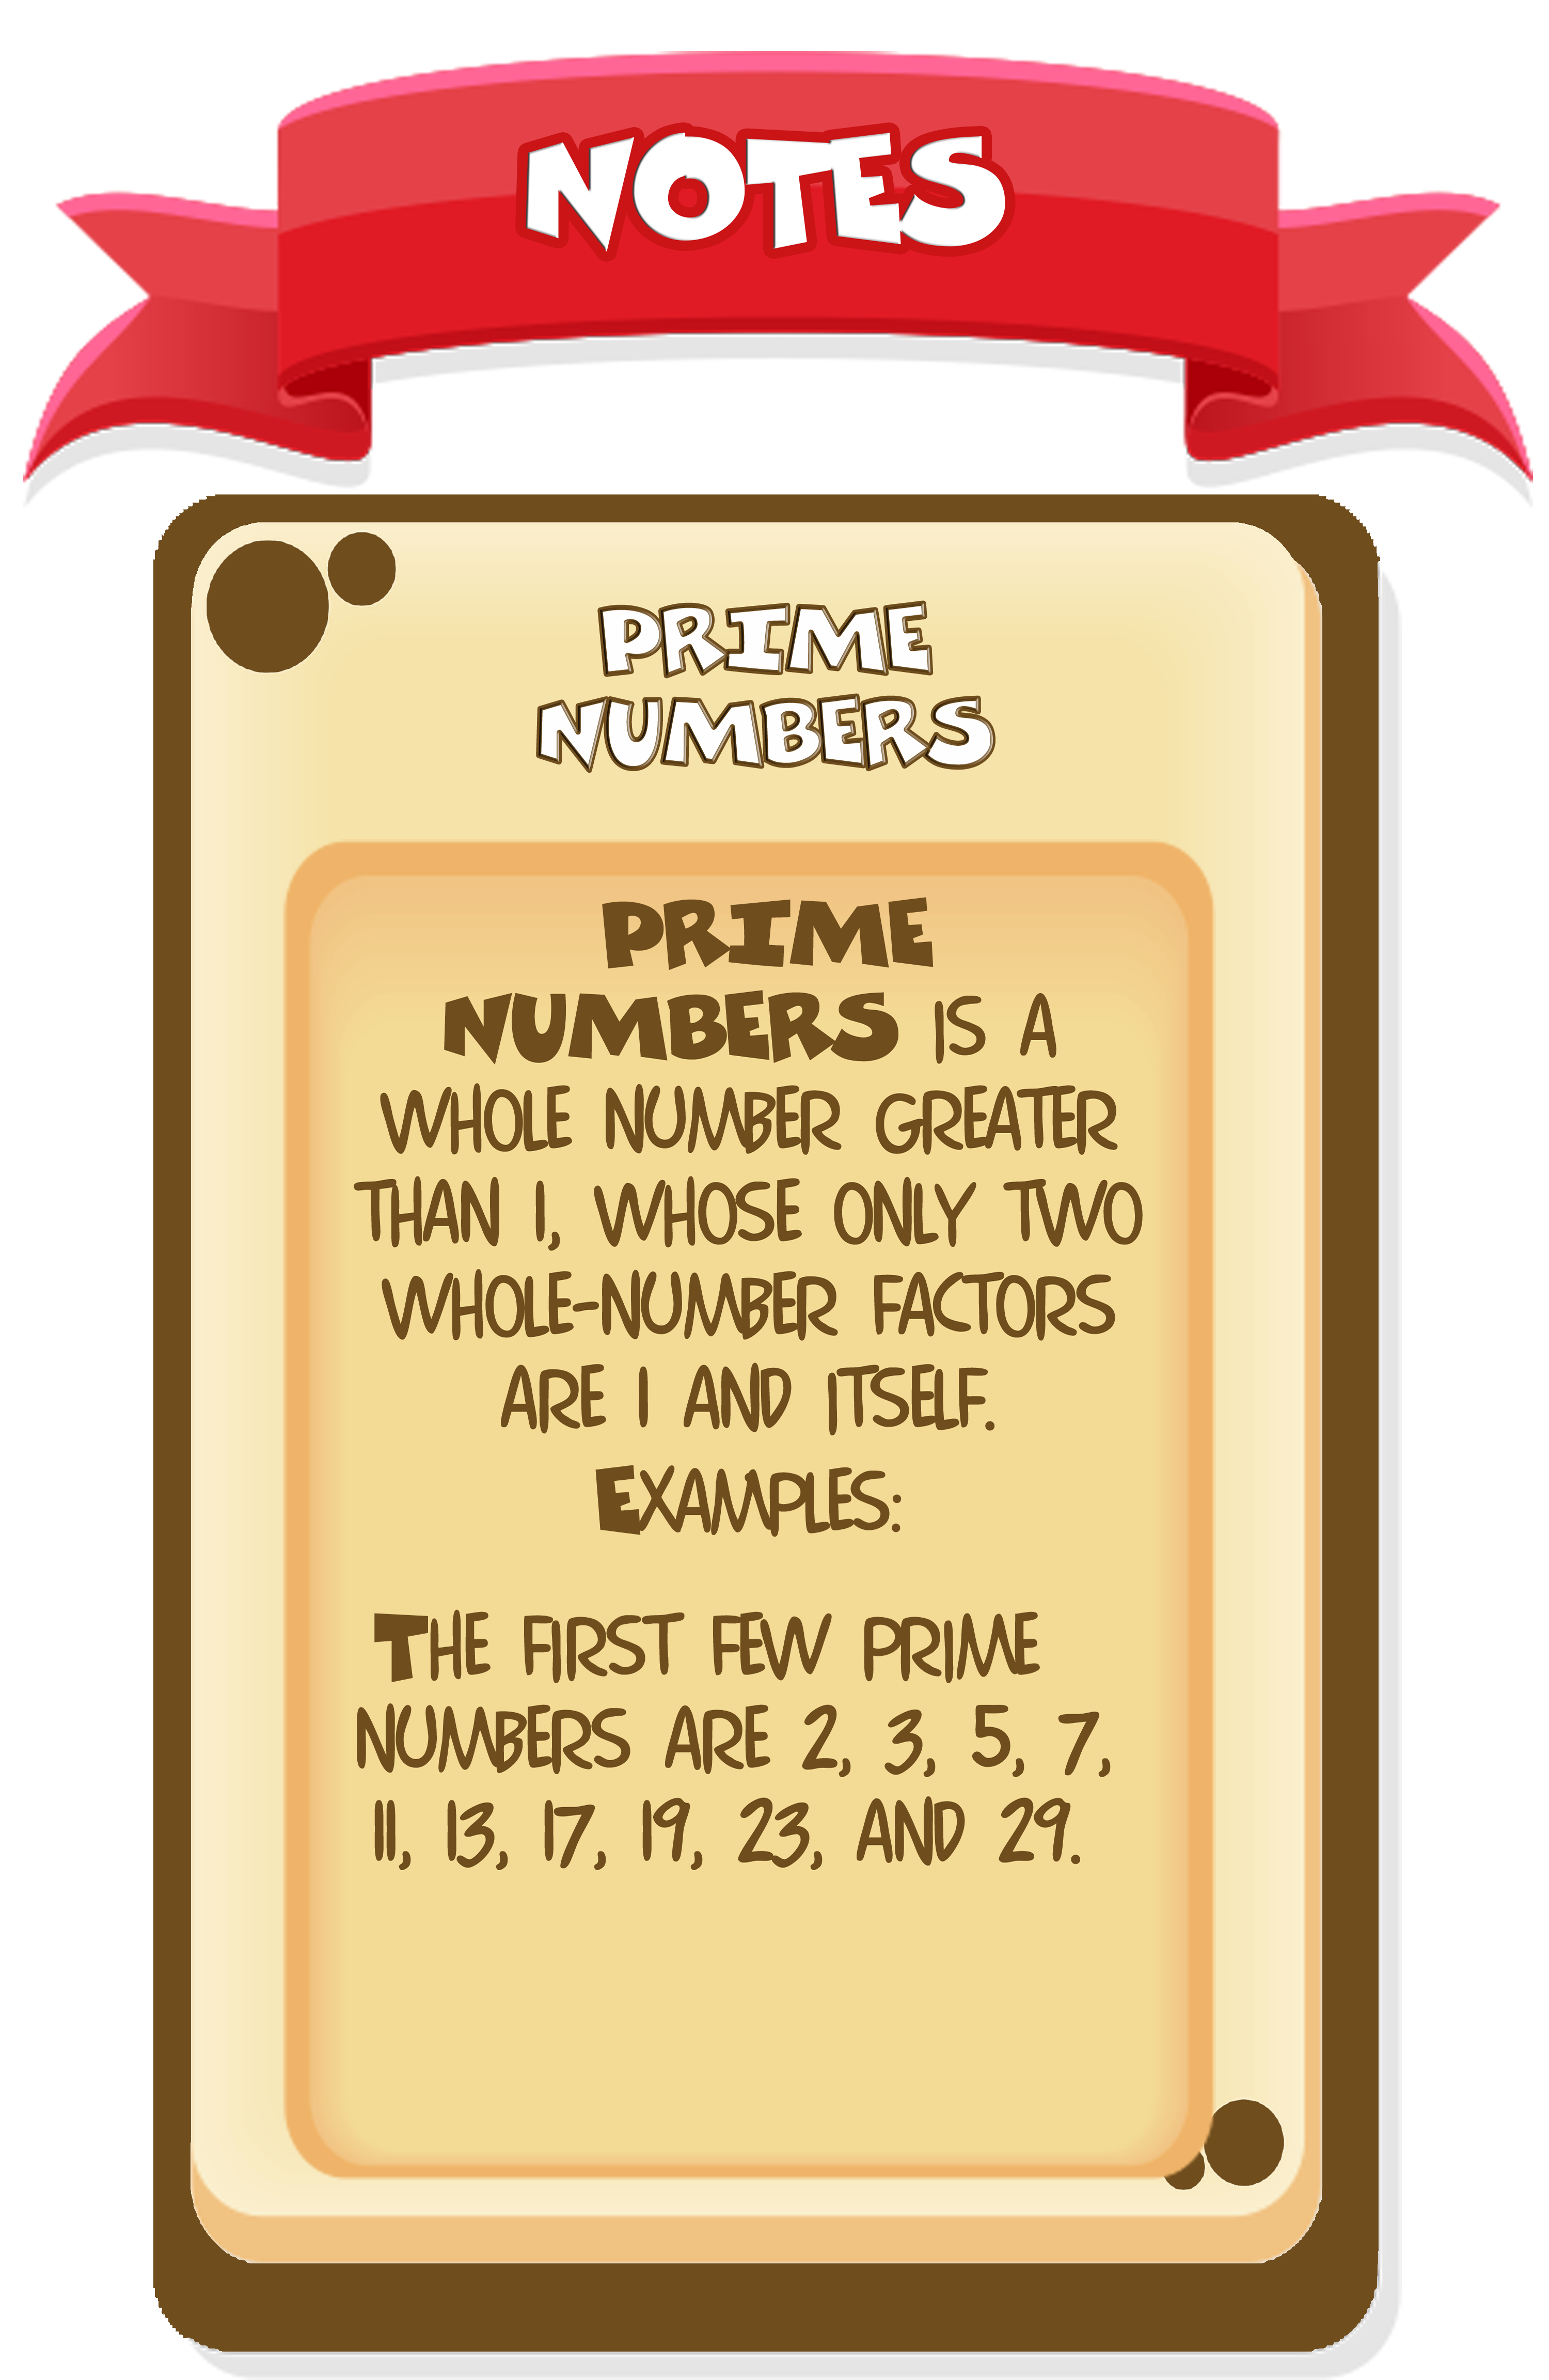 NOTES
PRIME
NUMBERS
PRIME
NUMBERS IS A
WHOLE NUMBER GREATER
THAN 1, WHOSE ONLY TWO
WHOLE-NUMBER FACTORS
ARE 1 AND ITSELF.
EXAMPLES:
THE FIRST FEW PRIME
NUMBERS ARE 2, 3, 5, 7,
11, 13, 17, 19, 23, AND 29.